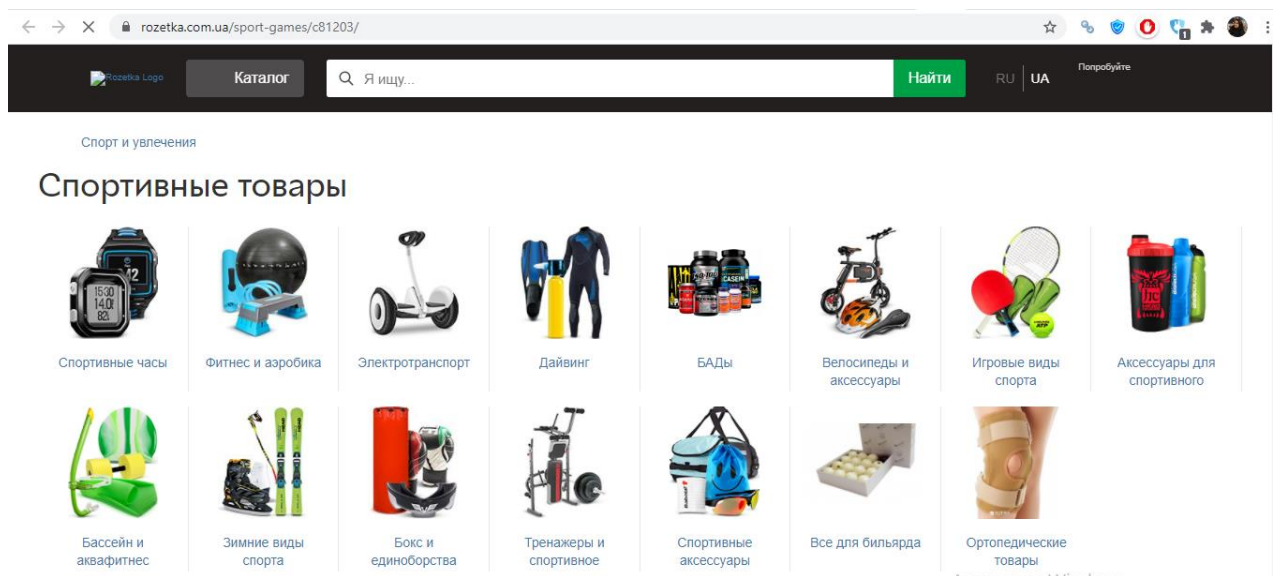 rozetka.com.ua/sport-games/c81203/
1
Rozetka Logo
Каталог
Я ищу...
Найти
RU
UA
Попробуйте
Спорт и увлечения
Спортивные товары
Спортивные часы
Фитнес и аэробика
Электротранспорт
Дайвинг
БАДы
Велосипеды и
аксессуары
Игровые виды
спорта
Аксессуары для
спортивного
Бассейн и
аквафитнес
Зимние виды
спорта
Бокс и
единоборства
Тренажеры и
спортивное
Спортивные
аксессуары
Все для бильярда
Ортопедические
товары